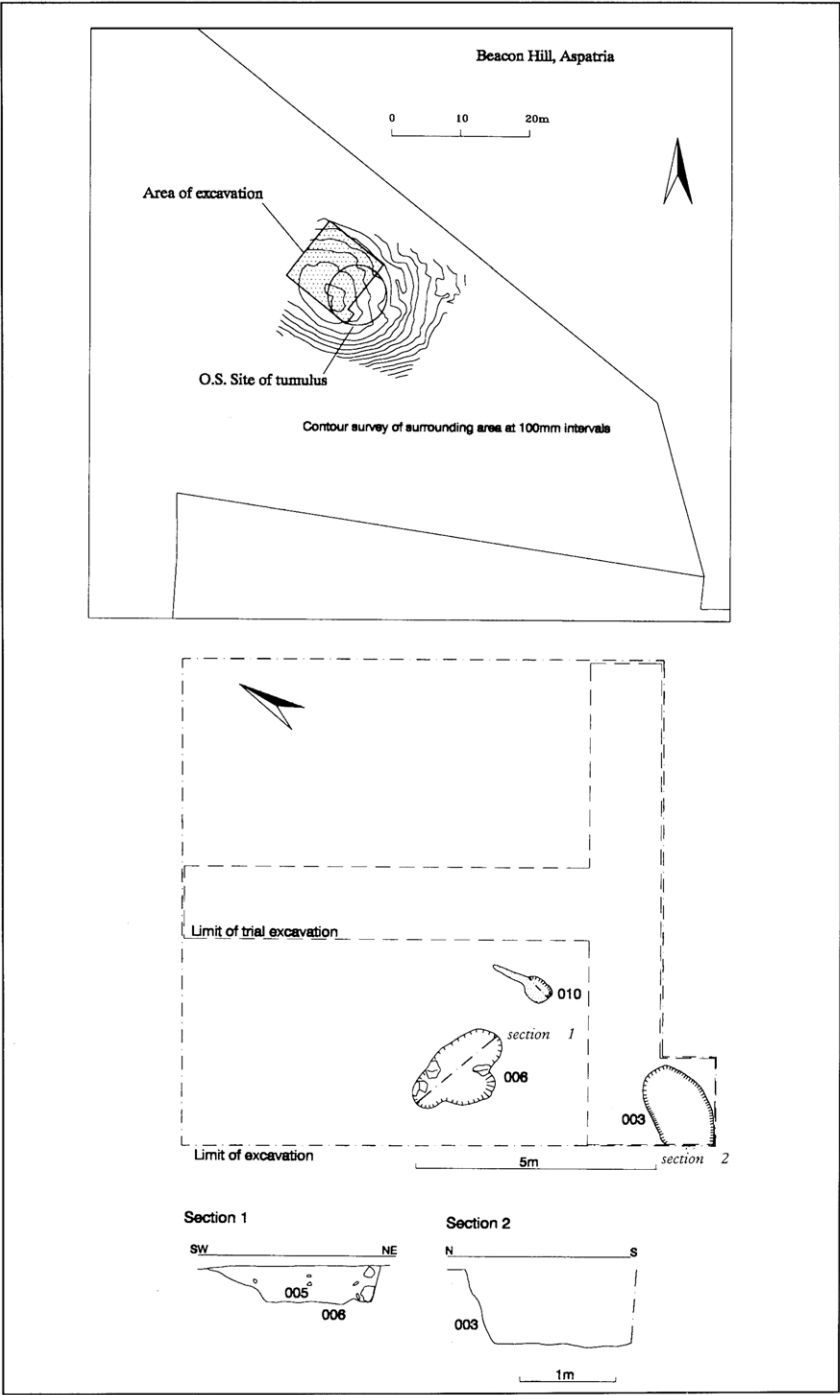 Beacon Hill, Aspatria
0 10 20m
Area of excavation
O.S. Site of tumulus
Contour survey of surrounding area at 100mm intervals
Limit of trial excavation
010
section 1
006
003
Limit of excavation
5m
section 2
Section 1
Section 2
SW NE
N S
005
006
003
1m